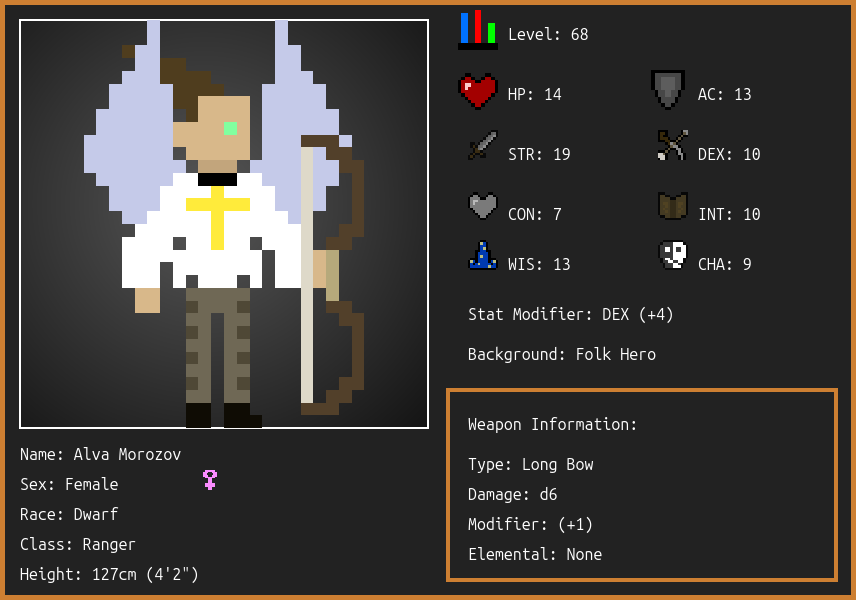 Level: 68
HP: 14
AC: 13
STR: 19
DEX: 10
CON: 7
INT: 10
WIS: 13
CHA: 9
Stat Modifier: DEX (+4)
Background: Folk Hero
Weapon Information:
Type: Long Bow
Damage: d6
Modifier: (+1)
Elemental: None
Name: Alva Morozov
Sex: Female
Race: Dwarf
Class: Ranger
Height: 127cm (4'2")